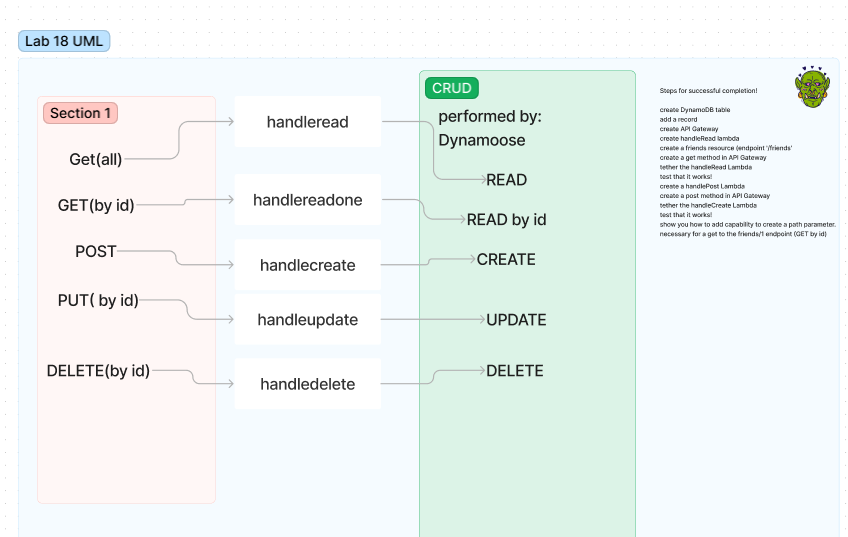 Lab 18 UML
Section 1
Get(all)
GET(by id)
POST
PUT( by id)
DELETE(by id)
handleread
handlereadone
handlecreate
handleupdate
handledelete
CRUD
performed by:
Dynamoose
READ
READ by id
CREATE
UPDATE
DELETE
Steps for successful completion!
create DynamoDB table
add a record
create API Gateway
create handleRead lambda
create a friends resource (endpoint '/friends'
create a get method in API Gateway
tether the handleRead Lambda
test that it works!
create a handlePost Lambda
create a post method in API Gateway
tether the handleCreate Lambda
test that it works!
show you how to add capability to create a path parameter.
necessary for a get to the friends/1 endpoint (GET by id)